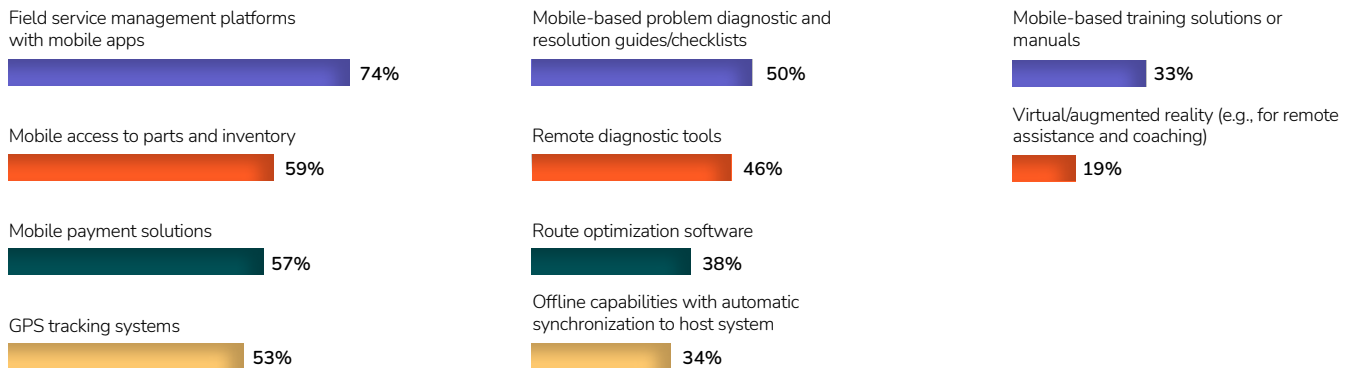 Field service management platforms
with mobile apps
74%
Mobile access to parts and inventory
59%
Mobile payment solutions
57%
GPS tracking systems
53%
Mobile-based problem diagnostic and
resolution guides/checklists
50%
Remote diagnostic tools
46%
Route optimization software
38%
Offline capabilities with automatic
synchronization to host system
34%
Mobile-based training solutions or
manuals
33%
Virtual/augmented reality (e.g., for remote
assistance and coaching)
19%